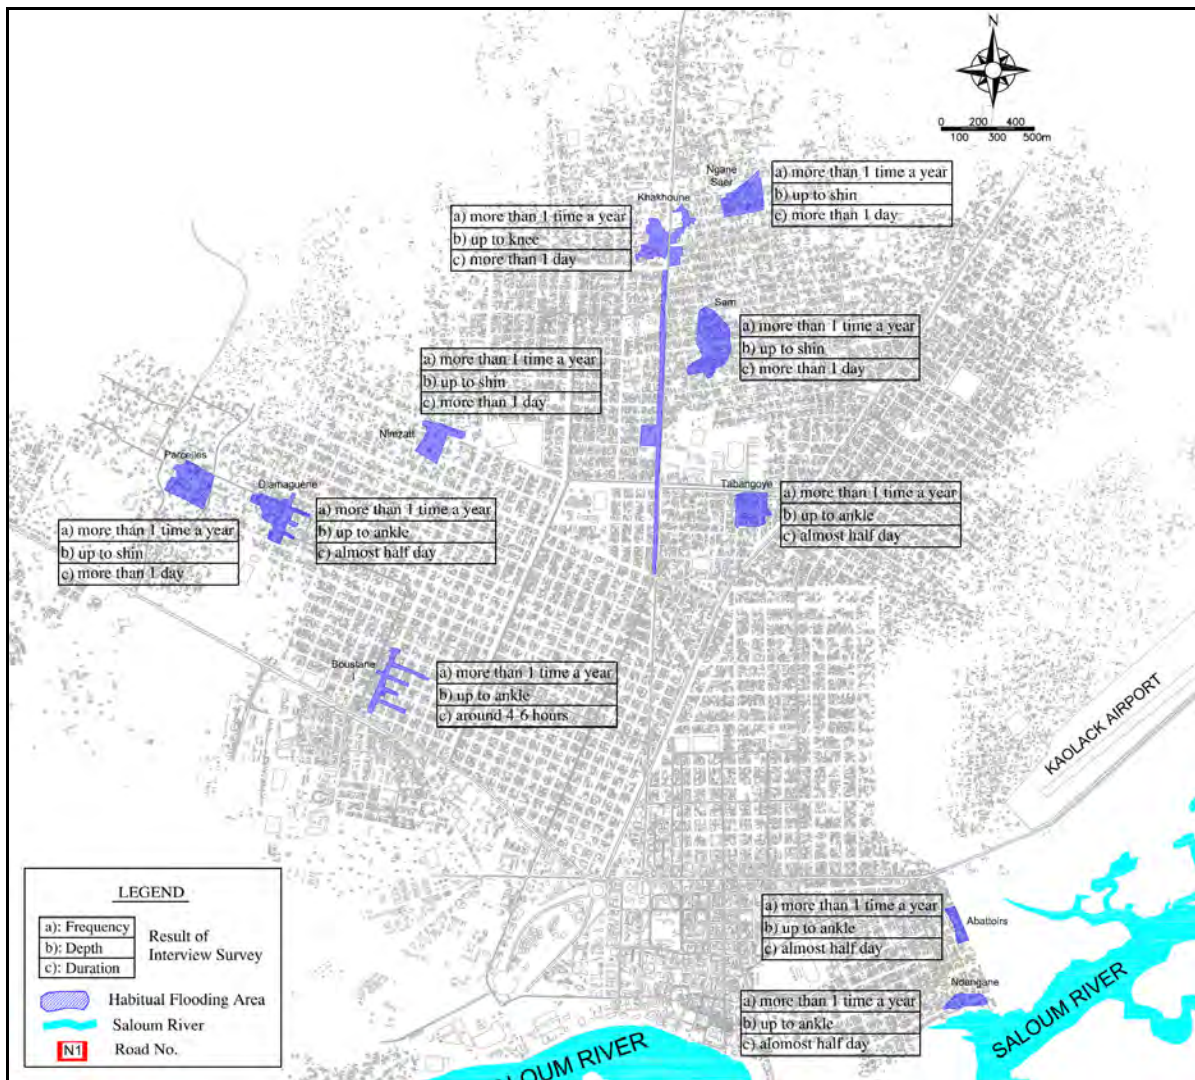 N
0 200 400
100 300 500m
Ngane
Saer
a) more than 1 time a year
b) up to shin
c) more than 1 day
Khakhoune
a) more than 1 time a year
b) up to knee
c) more than 1 day
Sam
a) more than 1 time a year
b) up to shin
c) more than 1 day
a) more than 1 time a year
b) up to shin
c) more than 1 day
Nimzatt
Parcelles
a) more than 1 time a year
b) up to shin
c) more than 1 day
Djamaguene
a) more than 1 time a year
b) up to ankle
c) almost half day
Tabangoye
a) more than 1 time a year
b) up to ankle
c) almost half day
Boustane
I
a) more than 1 time a year
b) up to ankle
c) around 4-6 hours
KAOLACK AIRPORT
a) more than 1 time a year
b) up to ankle
c) almost half day
Abattoirs
Ndangane
a) more than 1 time a year
b) up to ankle
c) alomost half day
SALOUM RIVER
SALOUM RIVER
LEGEND
a): Frequency
b): Depth
c): Duration
Result of
Interview Survey
Habitual Flooding Area
Saloum River
N1 Road No.